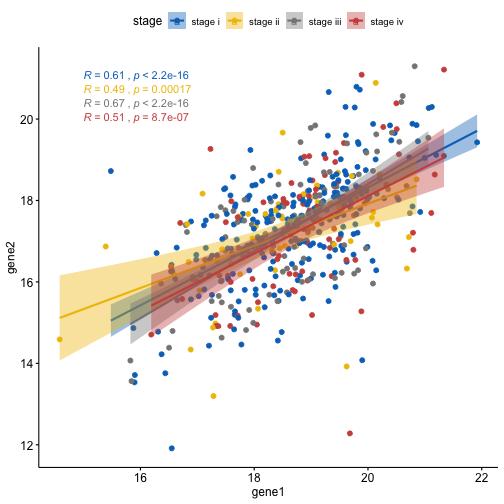 stage stage i stage ii stage iii stage iv
R = 0.61 , p < 2.2e-16
R = 0.49 , p = 0.00017
R = 0.67 , p < 2.2e-16
R = 0.51 , p = 8.7e-07
20
18
16
14
12
gene2
16 18 20 22
gene1